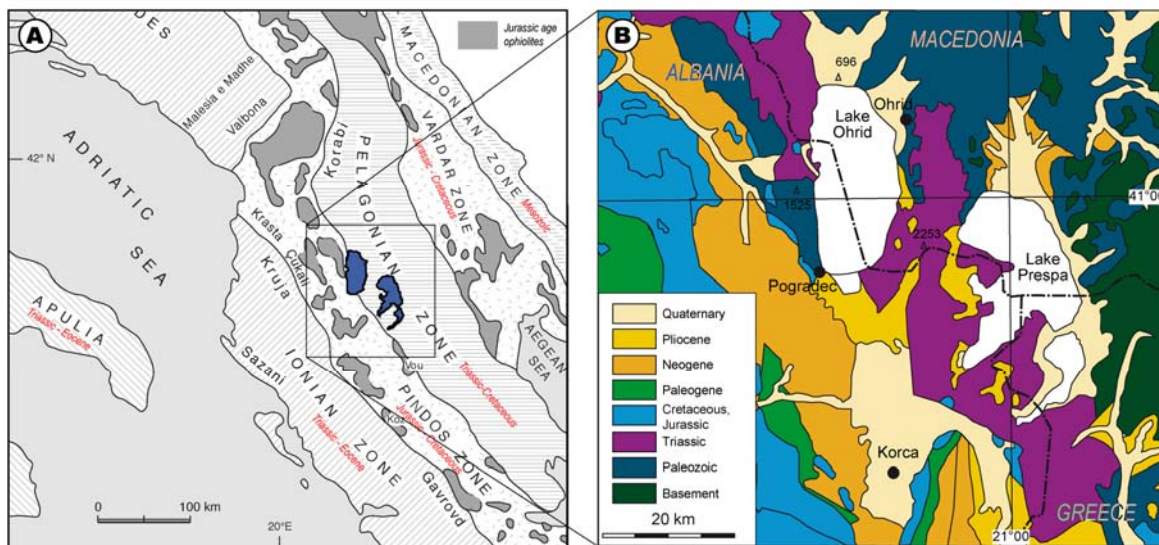 A
Jurassic age
ophiolites
DES
Malesia e Madhe
Valbona
MACEDONIAN ZONE
Mesozoic
VARDAR ZONE
Jurassic - Cretaceous
Korabi
PELAGONIAN ZONE
Triassic-Cretaceous
42° N
ADRIATIC
SEA
Krasta
Cukali
Kruja
APULIA
Triassic - Eocene
Sazani
IONIAN
ZONE
Triassic - Eocene
Vou
Koz
PINDOS ZONE
Jurassic - Cretaceous
Gavovd
AEGEAN
SEA
0
100 km
20°E
B
MACEDONIA
ALBANIA
696
Ohrid
Lake
Ohrid
41°00
1525
2253
Lake
Prespa
Pogradec
Quaternary
Pliocene
Neogene
Paleogene
Cretaceous,
Jurassic
Triassic
Paleozoic
Basement
20 km
Korca
GREECE
21°00